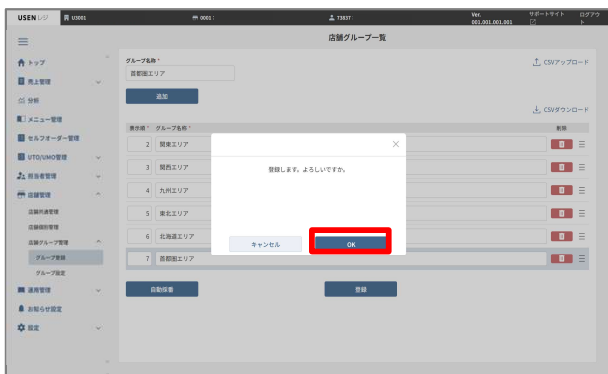 USEN レジ U3001 0001： T3837： Ver. 001.001.001.001 サポートサイト ログアウト
店舗グループ一覧
トップ
売上管理
分析
メニュー管理
セルフオーダー管理
UTO/UMO管理
担当者管理
店舗管理
店舗共通管理
店舗個別管理
店舗グループ管理
グループ登録
グループ設定
運用管理
お知らせ設定
設定
グループ名称 *
首都圏エリア
CSVアップロード
追加
CSVダウンロード
表示順 * グループ名称 * 削除
2 関東エリア
3 関西エリア
4 九州エリア
5 東北エリア
6 北海道エリア
7 首都圏エリア
自動採番 登録
登録します。よろしいですか。
キャンセル OK